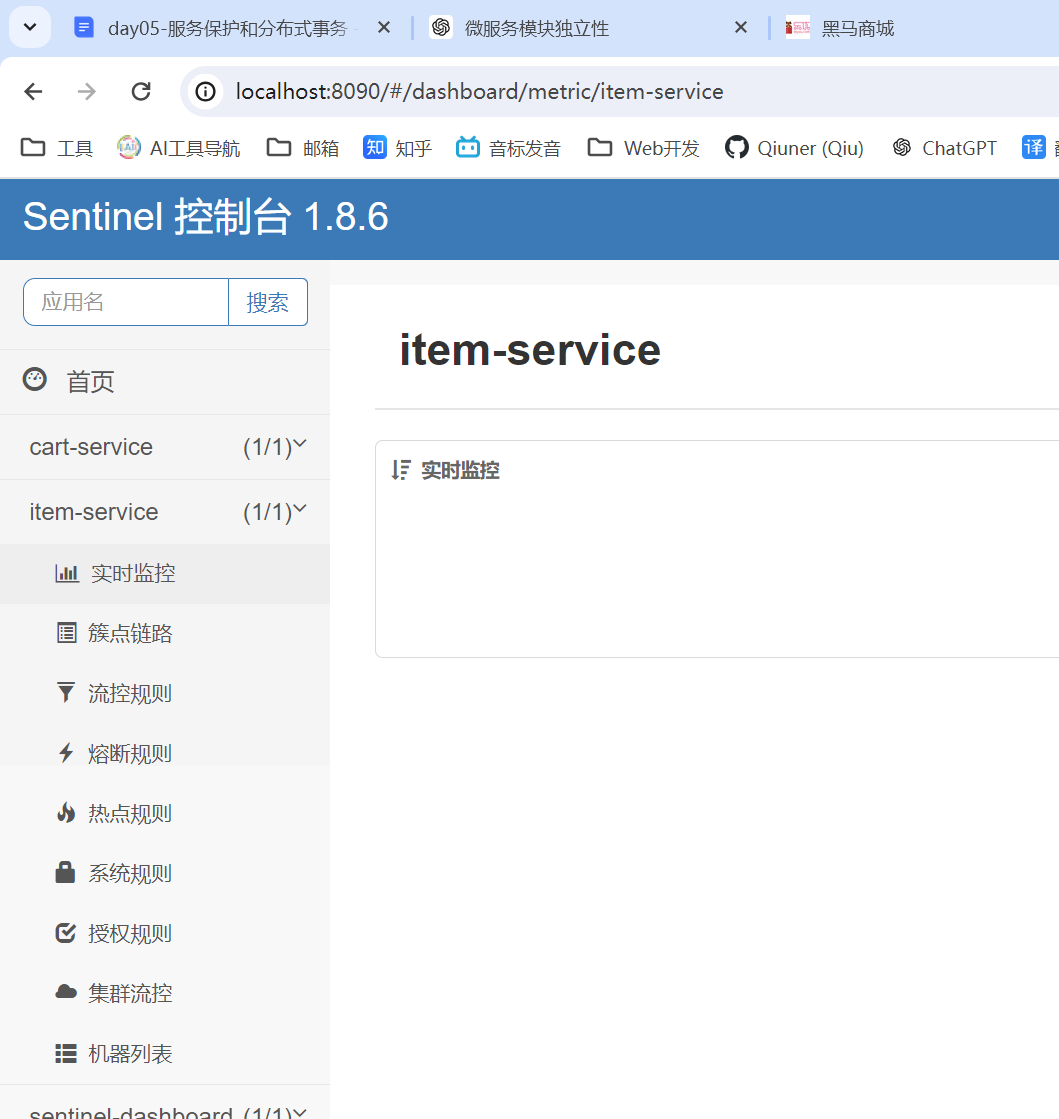 day05-服务保护和分布式事务
微服务模块独立性
黑马商城
localhost:8090/#/dashboard/metric/item-service
工具
AI工具导航
邮箱
知 知乎
音标发音
Web开发
Qiuner (Qiu)
ChatGPT
译
Sentinel 控制台 1.8.6
应用名
搜索
首页
cart-service (1/1)
item-service (1/1)
实时监控
簇点链路
流控规则
熔断规则
热点规则
系统规则
授权规则
集群流控
机器列表
sentinel-dashboard (1/1)
item-service
实时监控